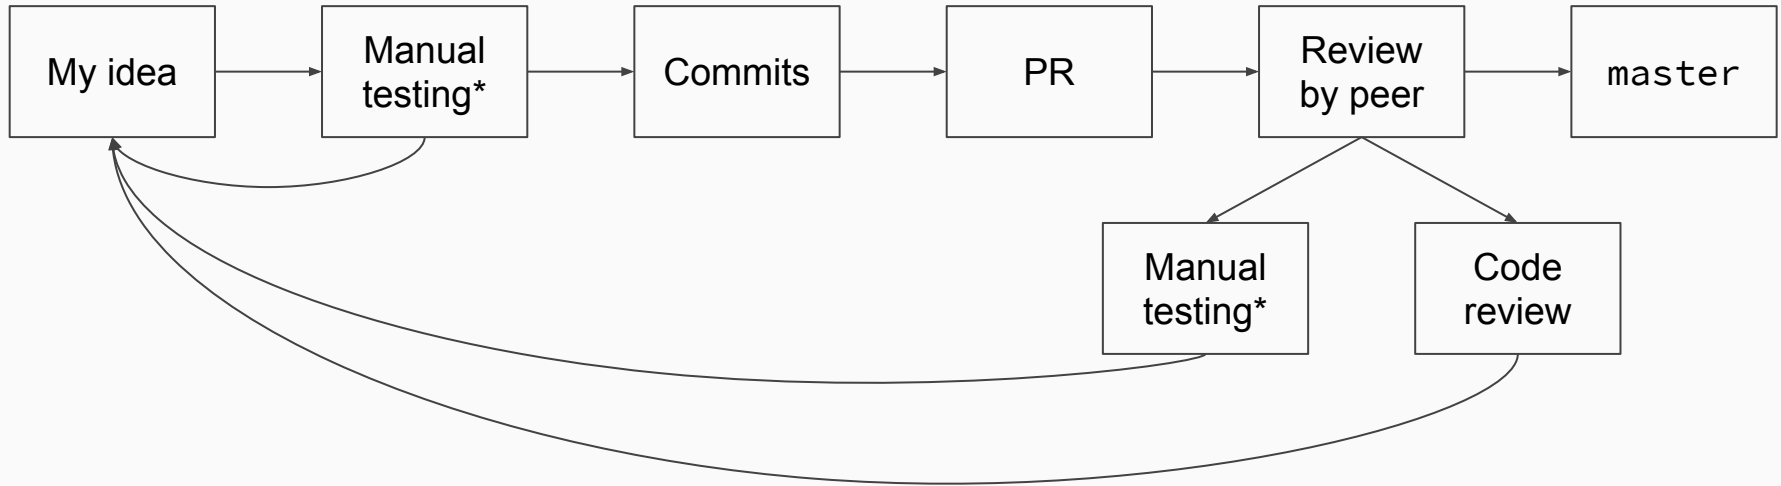 My idea
Manual
testing*
Commits
PR
Review
by peer
master
Manual
testing*
Code
review